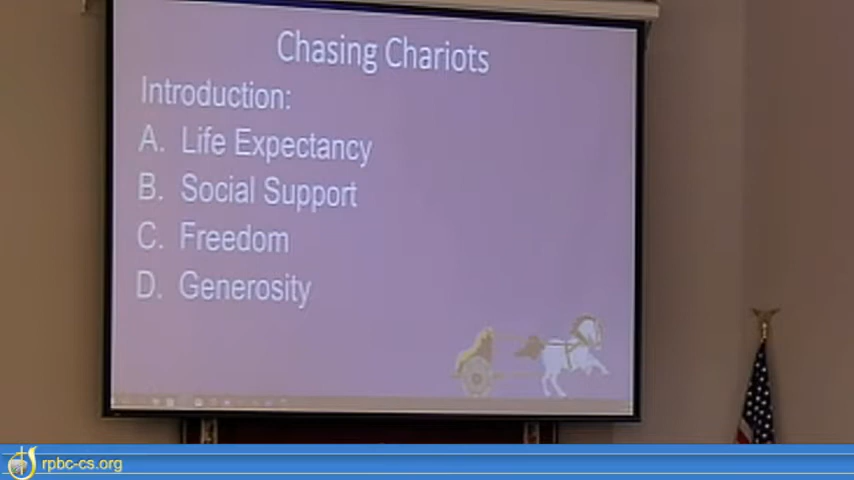 Chasing Chariots
Introduction:
A. Life Expectancy
B. Social Support
C. Freedom
D. Generosity
rpbc-cs.org